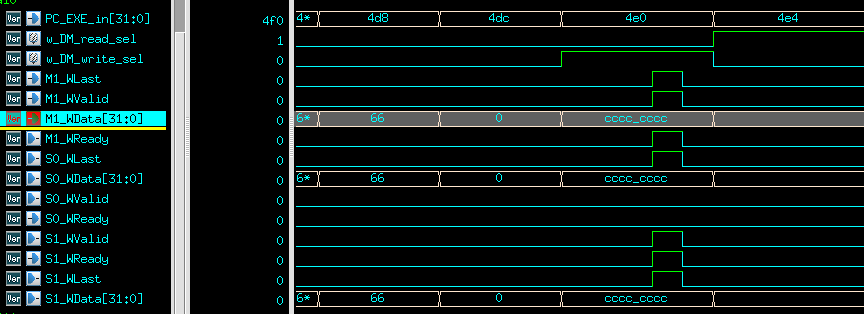 PC_EXE_in[31:0] 4f0 4* 4d8 4dc 4e0 4e4
w_DM_read_sel 1
w_DM_write_sel 0
M1_WLast 0
M1_WValid 0
M1_WData[31:0] 0 6* 66 0 cccc_cccc
M1_WReady 0
S0_WLast 0
S0_WData[31:0] 0 6* 66 0 cccc_cccc
S0_WValid 0
S0_WReady 0
S1_WValid 0
S1_WReady 0
S1_WLast 0
S1_WData[31:0] 0 6* 66 0 cccc_cccc